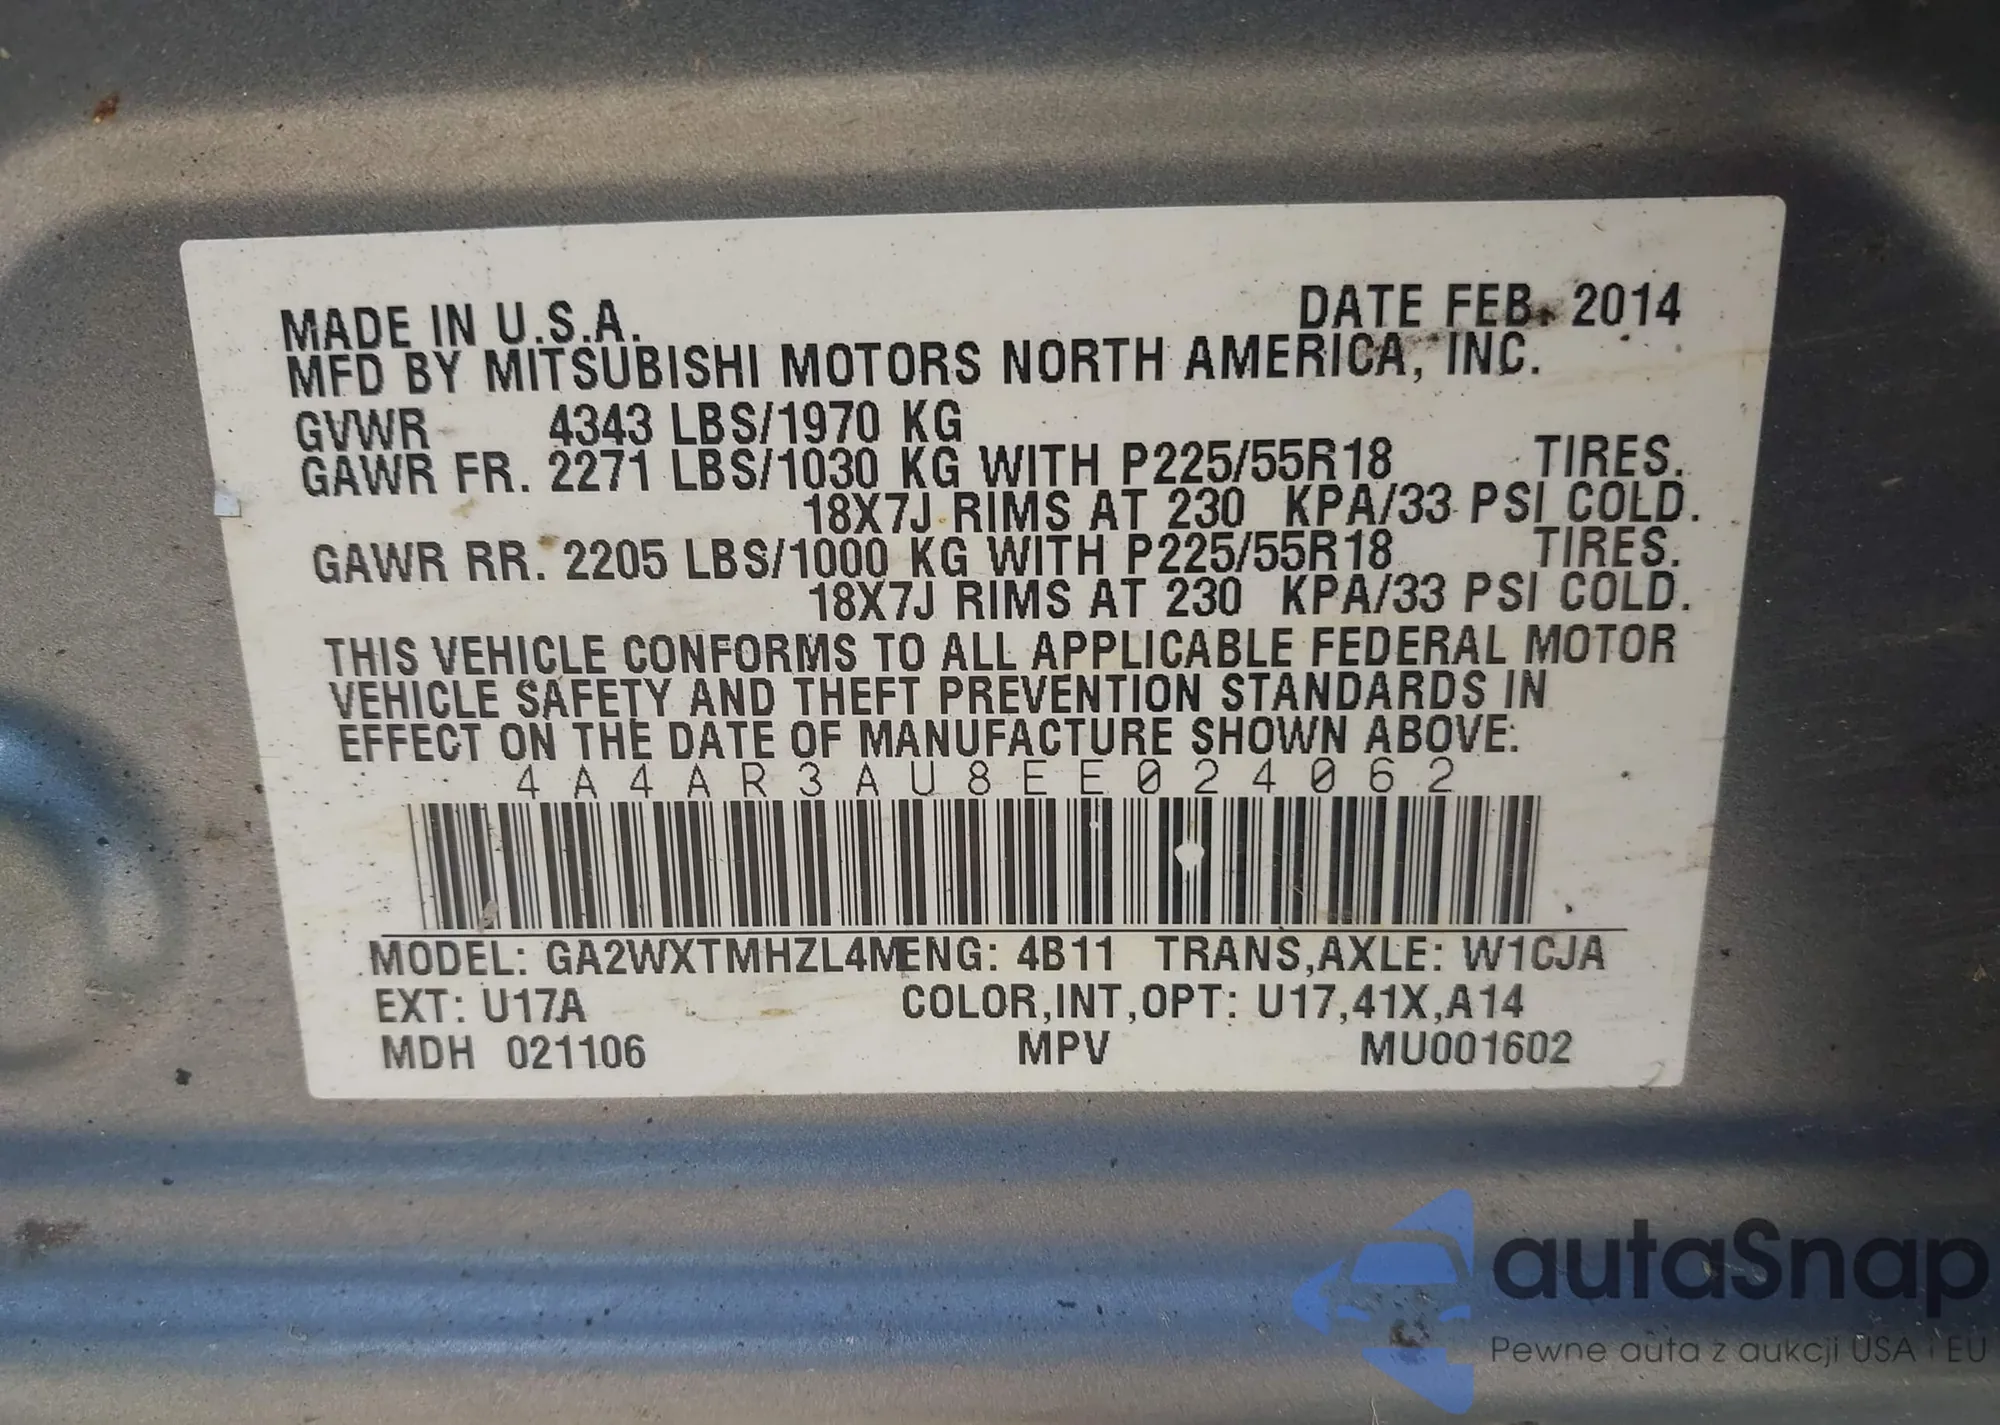 DATE FEB. 2014
MADE IN U.S.A.
MFD BY MITSUBISHI MOTORS NORTH AMERICA, INC.
GVWR 4343 LBS/1970 KG
GAWR FR. 2271 LBS/1030 KG WITH P225/55R18 TIRES.
18X7J RIMS AT 230 KPA/33 PSI COLD.
GAWR RR. 2205 LBS/1000 KG WITH P225/55R18 TIRES.
18X7J RIMS AT 230 KPA/33 PSI COLD.
THIS VEHICLE CONFORMS TO ALL APPLICABLE FEDERAL MOTOR
VEHICLE SAFETY AND THEFT PREVENTION STANDARDS IN
EFFECT ON THE DATE OF MANUFACTURE SHOWN ABOVE.
4A4AR3AU8EE024062
MODEL: GA2WXTMHZL4M ENG: 4B11 TRANS,AXLE: W1CJA
EXT: U17A COLOR,INT,OPT: U17,41X,A14
MDH 021106 MPV MU001602
autaSnap
Pewne auta z aukcji USA i EU